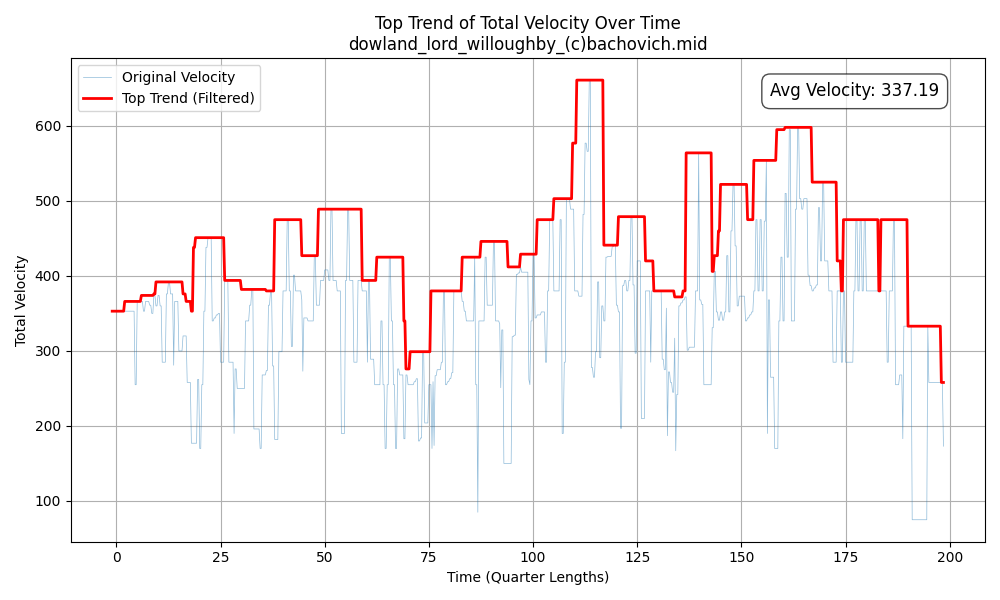 Top Trend of Total Velocity Over Time
dowland_lord_willoughby_(c)bachovich.mid
Original Velocity
Top Trend (Filtered)
Avg Velocity: 337.19
Total Velocity
600
500
400
300
200
100
0 25 50 75 100 125 150 175 200
Time (Quarter Lengths)